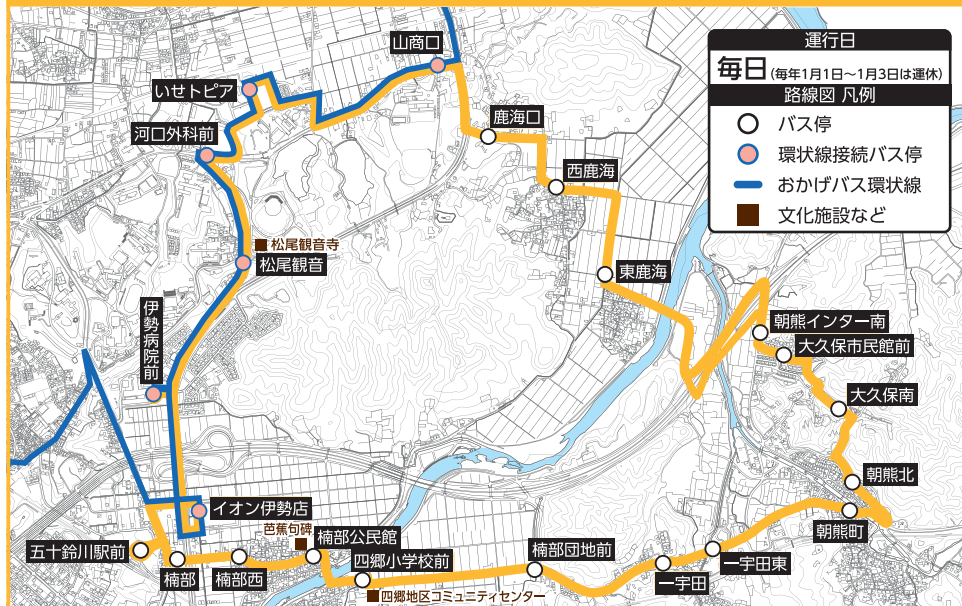 山商口
いせトピア
河口外科前
鹿海口
西鹿海
松尾観音寺
松尾観音
東鹿海
伊勢病院前
朝熊インター南
大久保市民館前
大久保南
朝熊北
朝熊町
イオン伊勢店
芭蕉句碑
楠部公民館
五十鈴川駅前
楠部
楠部西
四郷小学校前
楠部団地前
一宇田
一宇田東
四郷地区コミュニティセンター
運行日
毎日(毎年1月1日~1月3日は運休)
路線図 凡例
バス停
環状線接続バス停
おかげバス環状線
文化施設など